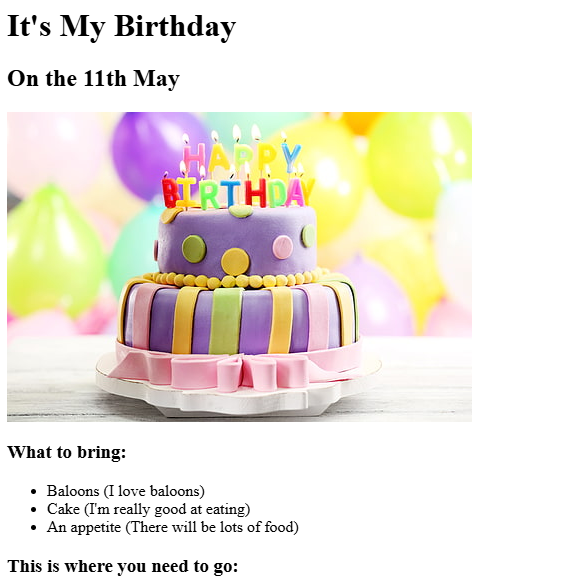 It's My Birthday
On the 11th May
HAPPY
BIRTHDAY
What to bring:
Baloons (I love baloons)
Cake (I'm really good at eating)
An appetite (There will be lots of food)
This is where you need to go: